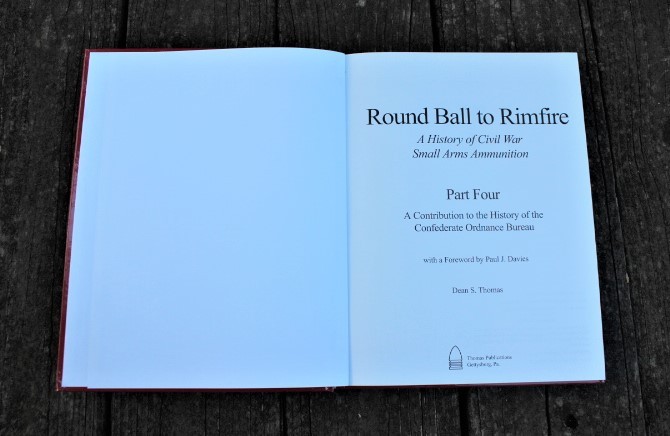 Round Ball to Rimfire
A History of Civil War
Small Arms Ammunition
Part Four
A Contribution to the History of the
Confederate Ordnance Bureau
with a Foreword by Paul J. Davies
Dean S. Thomas
Thomas Publications
Gettysburg, Pa.